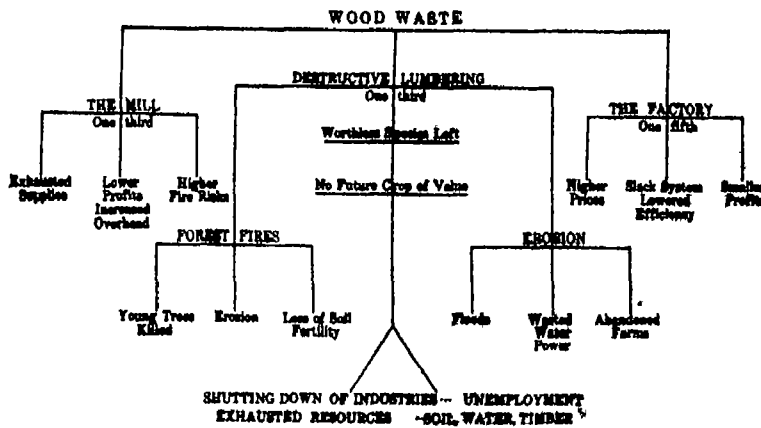 WOOD WASTE
DESTRUCTIVE LUMBERING
One third
THE MILL
One third
THE FACTORY
One fifth
Worthless Species Left
No Future Crop of Value
Exhausted
Supplies
Lower
Profits
Increased
Overhead
Higher
Fire Risks
Higher
Prices
Slack System
Lowered
Efficiency
Smaller
Profits
FOREST FIRES
EROSION
Young Trees
Killed
Erosion
Loss of Soil
Fertility
Floods
Wasted
Water
Power
Abandoned
Farms
SHUTTING DOWN OF INDUSTRIES -- UNEMPLOYMENT
EXHAUSTED RESOURCES -SOIL, WATER, TIMBER